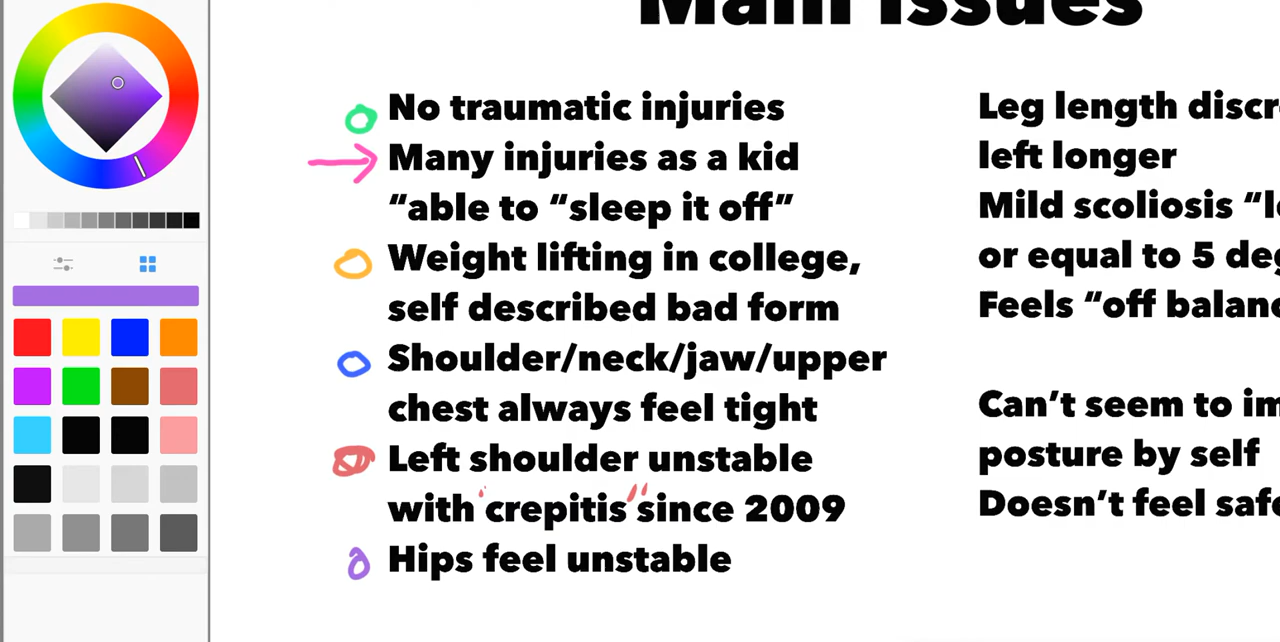 Main Issues
No traumatic injuries
Many injuries as a kid
“able to “sleep it off”
Weight lifting in college,
self described bad form
Shoulder/neck/jaw/upper
chest always feel tight
Left shoulder unstable
with "crepitis" since 2009
Hips feel unstable
Leg length
left longer
Mild scoliosis
or equal to 5
Feels “off
Can’t seem to
posture by self
Doesn’t feel